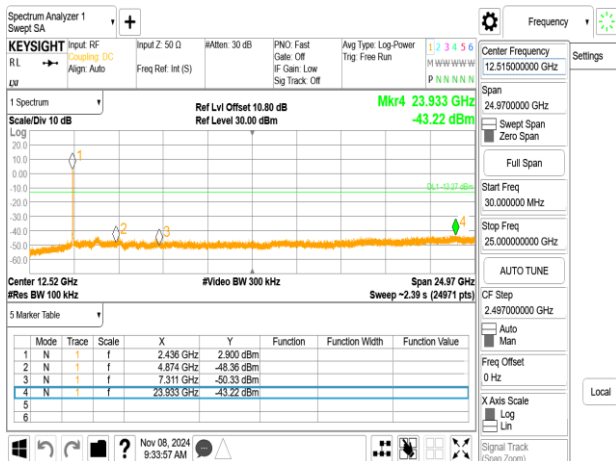 Spectrum Analyzer 1
Swept SA
+
Frequency
KEYSIGHT
RL
LXI
Input: RF
Coupling: DC
Align: Auto
Input Z: 50 Ω
Freq Ref: Int (S)
#Atten: 30 dB
PNO: Fast
Gate: Off
IF Gain: Low
Sig Track: Off
Avg Type: Log-Power
Trig: Free Run
1 2 3 4 5 6
M W W W W W
P N N N N N
1 Spectrum
Scale/Div 10 dB
Ref Lvl Offset 10.80 dB
Ref Level 30.00 dBm
Mkr4 23.933 GHz
-43.22 dBm
Log
20.0
10.0
0.00
-10.0
-20.0
-30.0
-40.0
-50.0
-60.0
1
2
3
4
DL1 -13.27 dBm
Center 12.52 GHz
#Video BW 300 kHz
Span 24.97 GHz
#Res BW 100 kHz
Sweep ~2.39 s (24971 pts)
5 Marker Table
Mode Trace Scale X Y Function Function Width Function Value
1 N 1 f 2.436 GHz 2.900 dBm
2 N 1 f 4.874 GHz -48.36 dBm
3 N 1 f 7.311 GHz -50.33 dBm
4 N 1 f 23.933 GHz -43.22 dBm
5
6
?
Nov 08, 2024
9:33:57 AM
Center Frequency
12.515000000 GHz
Settings
Span
24.9700000 GHz
Swept Span
Zero Span
Full Span
Start Freq
30.000000 MHz
Stop Freq
25.000000000 GHz
AUTO TUNE
CF Step
2.497000000 GHz
Auto
Man
Freq Offset
0 Hz
X Axis Scale
Log
Lin
Local
Signal Track
(Span Zoom)